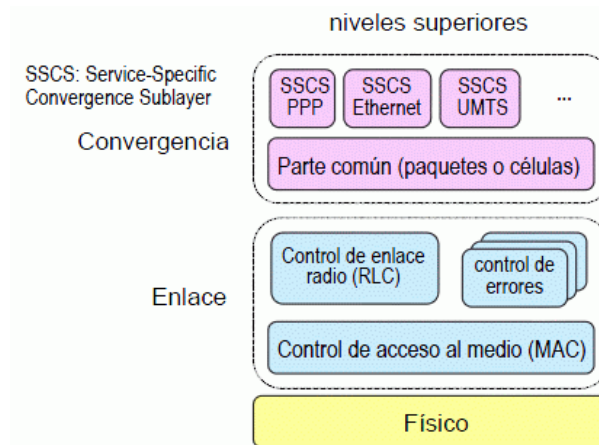 niveles superiores
SSCS: Service-Specific
Convergence Sublayer
Convergencia
SSCS
PPP
SSCS
Ethernet
SSCS
UMTS
...
Parte común (paquetes o células)
Enlace
Control de enlace
radio (RLC)
control de
errores
Control de acceso al medio (MAC)
Físico